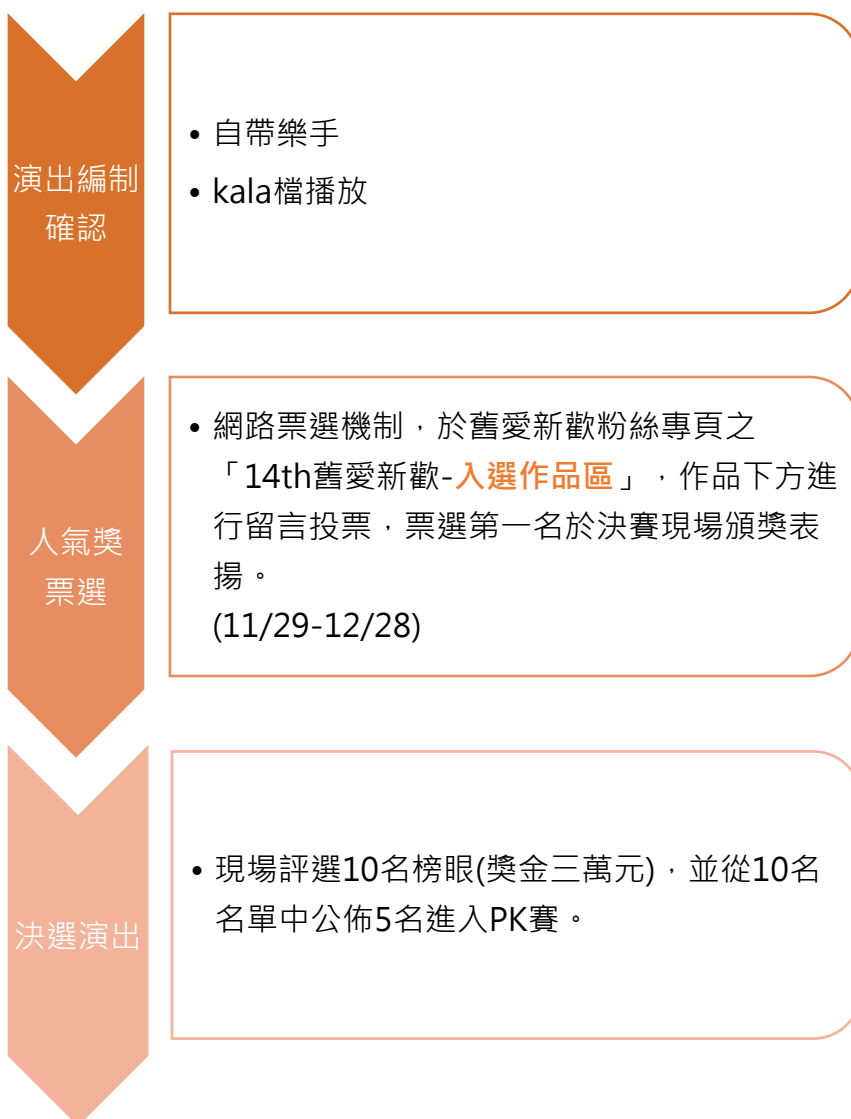 演出編制
確認
• 自帶樂手
• kala檔播放
人氣獎
票選
• 網路票選機制，於舊愛新歡粉絲專頁之
「14th舊愛新歡-入選作品區」，作品下方進
行留言投票，票選第一名於決賽現場頒獎表
揚。
(11/29-12/28)
決選演出
• 現場評選10名榜眼(獎金三萬元)，並從10名
名單中公佈5名進入PK賽。